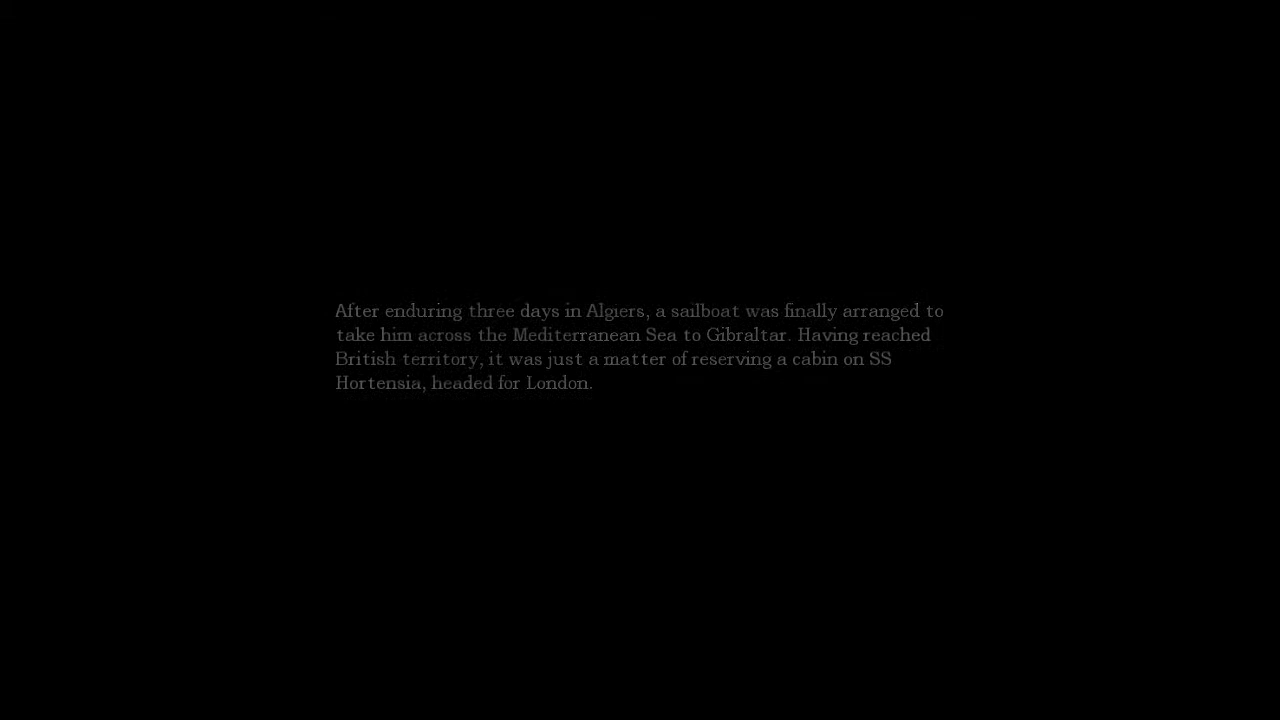 After enduring three days in Algiers, a sailboat was finally arranged to
take him across the Mediterranean Sea to Gibraltar. Having reached
British territory, it was just a matter of reserving a cabin on SS
Hortensia, headed for London.